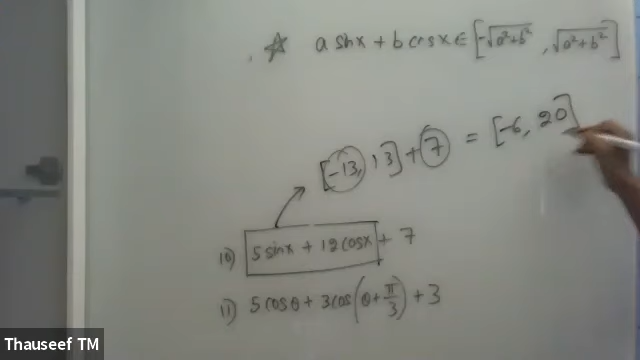 ☆ a sinx + b cosx ∈ [-√a²+b², √a²+b²]
[-13, 13] + 7 = [-6, 20]
10) 5 sinx + 12 cosx + 7
11) 5 cosθ + 3cos(θ + π/3) + 3
Thauseef TM